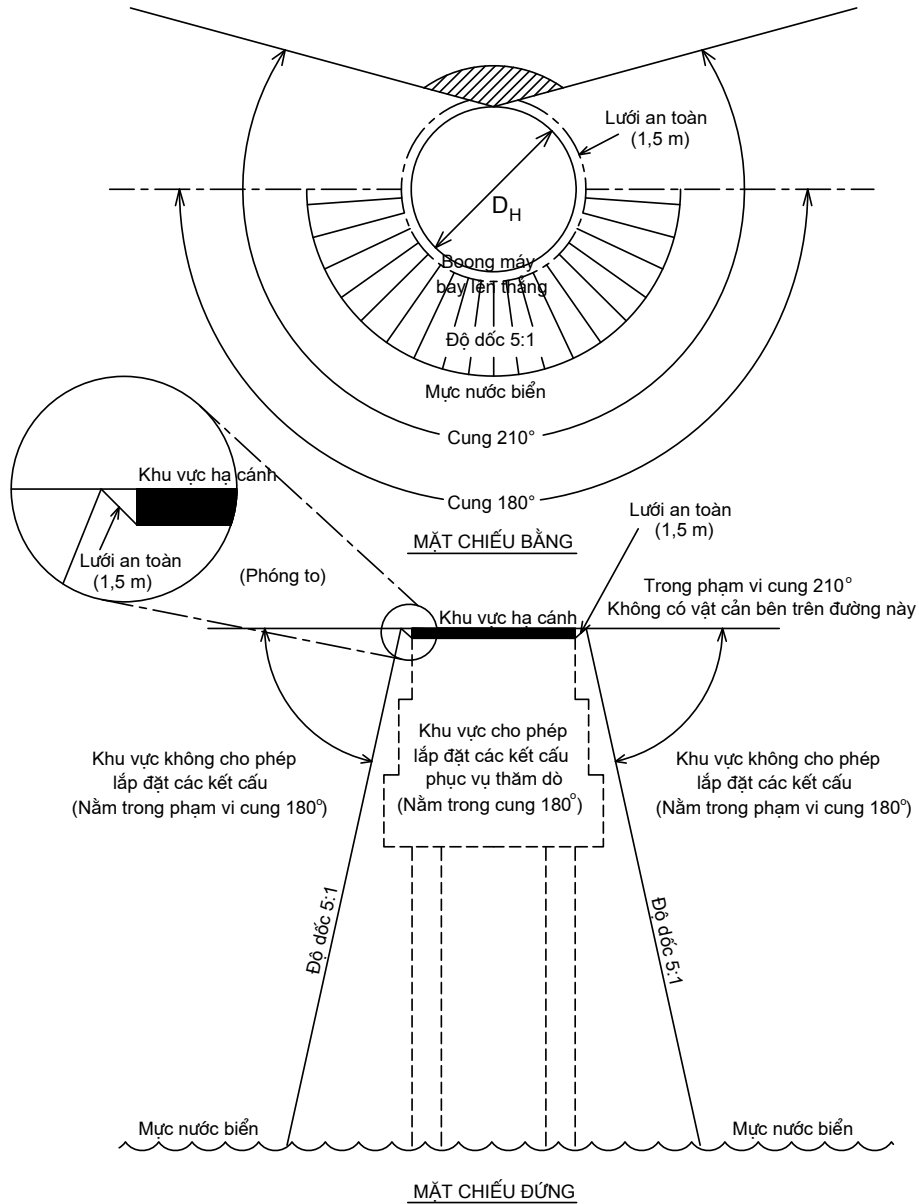 Lưới an toàn
(1,5 m)
D_H
Boong máy
bay lên thẳng
Độ dốc 5:1
Mực nước biển
Cung 210°
Cung 180°
MẶT CHIẾU BẰNG
Khu vực hạ cánh
Lưới an toàn
(1,5 m)
(Phóng to)
Lưới an toàn
(1,5 m)
Trong phạm vi cung 210°
Không có vật cản bên trên đường này
Khu vực hạ cánh
Khu vực không cho phép
lắp đặt các kết cấu
(Nằm trong phạm vi cung 180°)
Khu vực cho phép
lắp đặt các kết cấu
phục vụ thăm dò
(Nằm trong cung 180°)
Khu vực không cho phép
lắp đặt các kết cấu
(Nằm trong phạm vi cung 180°)
Độ dốc 5:1
Độ dốc 5:1
Mực nước biển
Mực nước biển
MẶT CHIẾU ĐỨNG